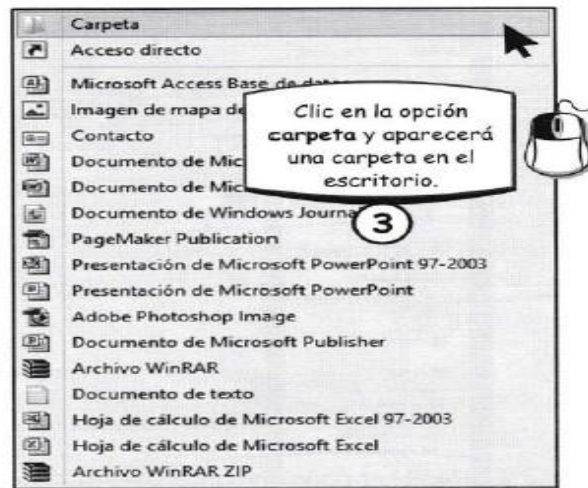 Carpeta
Acceso directo
Microsoft Access Base de datos
Imagen de mapa de
Contacto
Documento de Mic
Documento de Mic
Documento de Windows Journal
PageMaker Publication
Presentación de Microsoft PowerPoint 97-2003
Presentación de Microsoft PowerPoint
Adobe Photoshop Image
Documento de Microsoft Publisher
Archivo WinRAR
Documento de texto
Hoja de cálculo de Microsoft Excel 97-2003
Hoja de cálculo de Microsoft Excel
Archivo WinRAR ZIP
Clic en la opción
carpeta y aparecerá
una carpeta en el
escritorio.
3